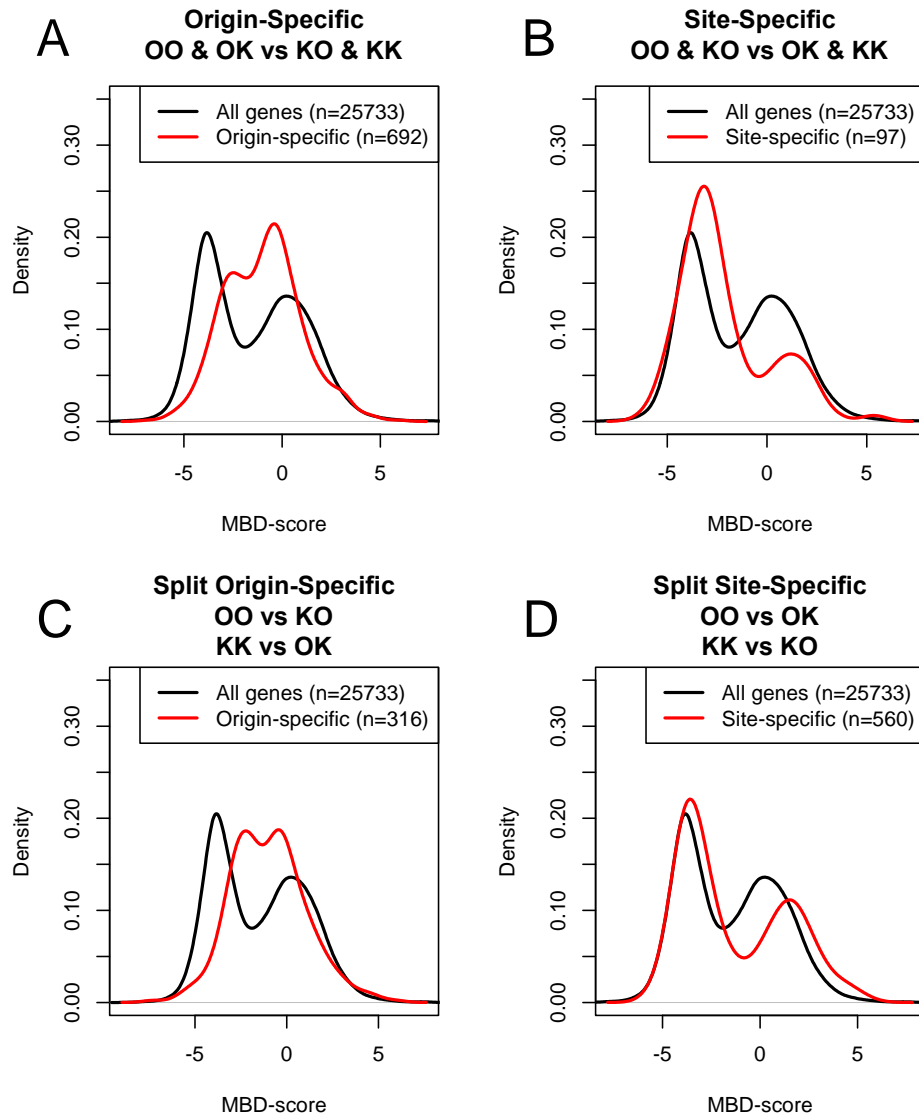 A
Origin-Specific
OO & OK vs KO & KK
All genes (n=25733)
Origin-specific (n=692)
Density
0.00 0.10 0.20 0.30
-5 0 5
MBD-score
B
Site-Specific
OO & KO vs OK & KK
All genes (n=25733)
Site-specific (n=97)
Density
0.00 0.10 0.20 0.30
-5 0 5
MBD-score
C
Split Origin-Specific
OO vs KO
KK vs OK
All genes (n=25733)
Origin-specific (n=316)
Density
0.00 0.10 0.20 0.30
-5 0 5
MBD-score
D
Split Site-Specific
OO vs OK
KK vs KO
All genes (n=25733)
Site-specific (n=560)
Density
0.00 0.10 0.20 0.30
-5 0 5
MBD-score